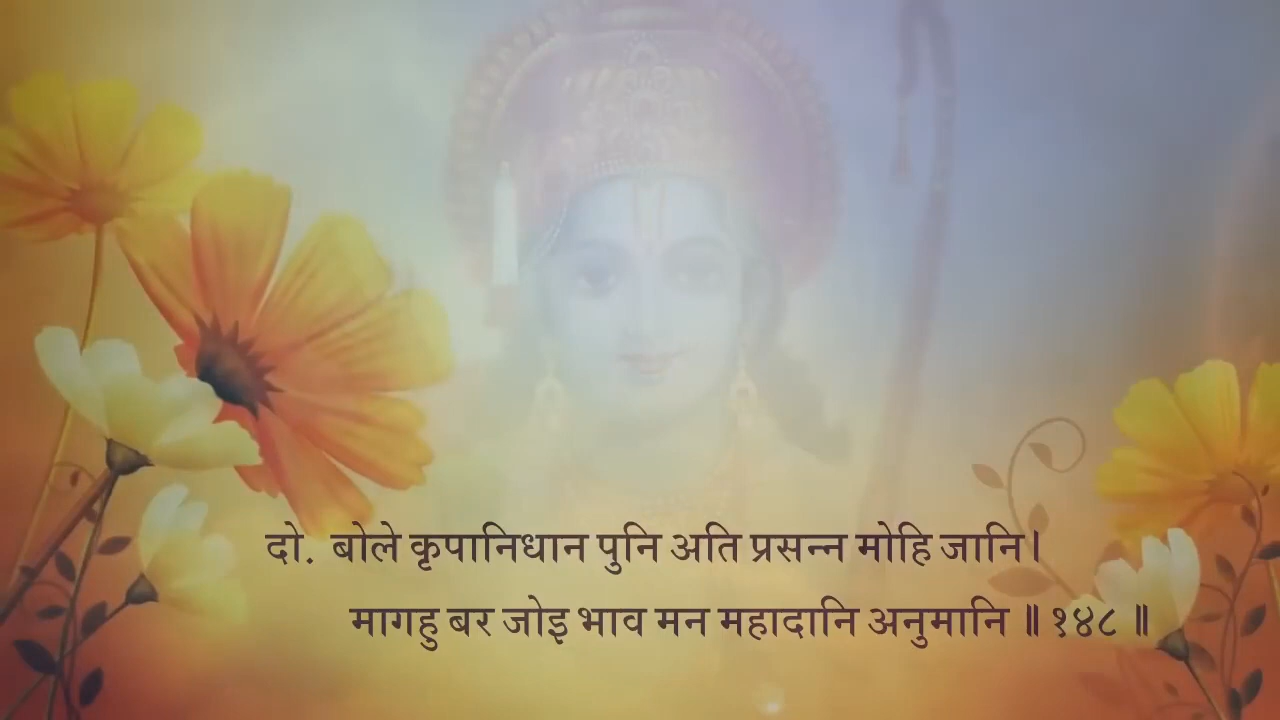 दो. बोले कृपानिधान पुनि अति प्रसन्न मोहि जानि।
मागहु बर जोइ भाव मन महादानि अनुमानि ॥ १४८ ॥